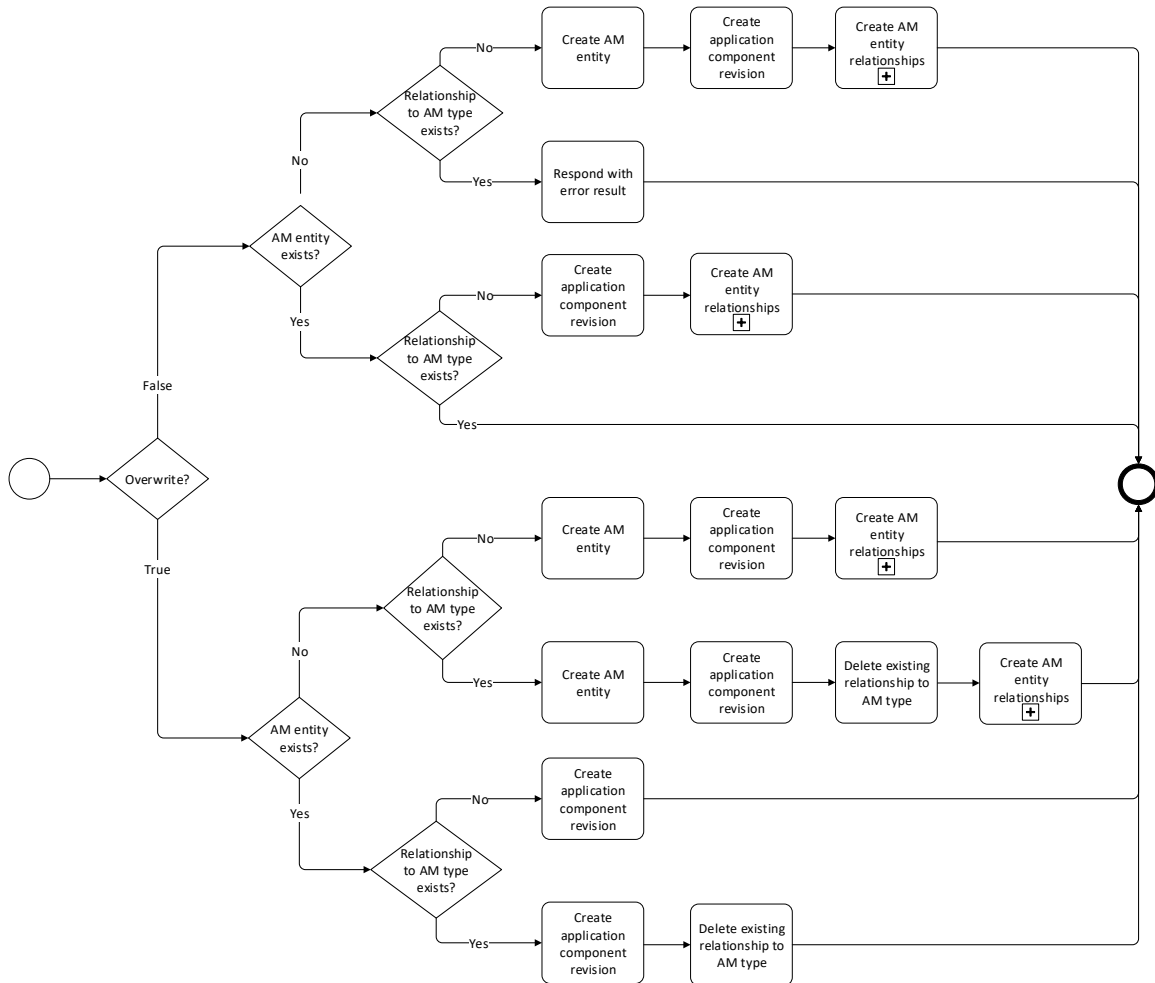 No
Create AM
entity
Create
application
component
revision
Create AM
entity
relationships
Relationship
to AM type
exists?
No
Yes
Respond with
error result
AM entity
exists?
No
Create
application
component
revision
Create AM
entity
relationships
Yes
Relationship
to AM type
exists?
False
Yes
Overwrite?
No
Create AM
entity
Create
application
component
revision
Create AM
entity
relationships
True
Relationship
to AM type
exists?
No
Yes
Create AM
entity
Create
application
component
revision
Delete existing
relationship to
AM type
Create AM
entity
relationships
AM entity
exists?
No
Create
application
component
revision
Yes
Relationship
to AM type
exists?
Yes
Create
application
component
revision
Delete existing
relationship to
AM type